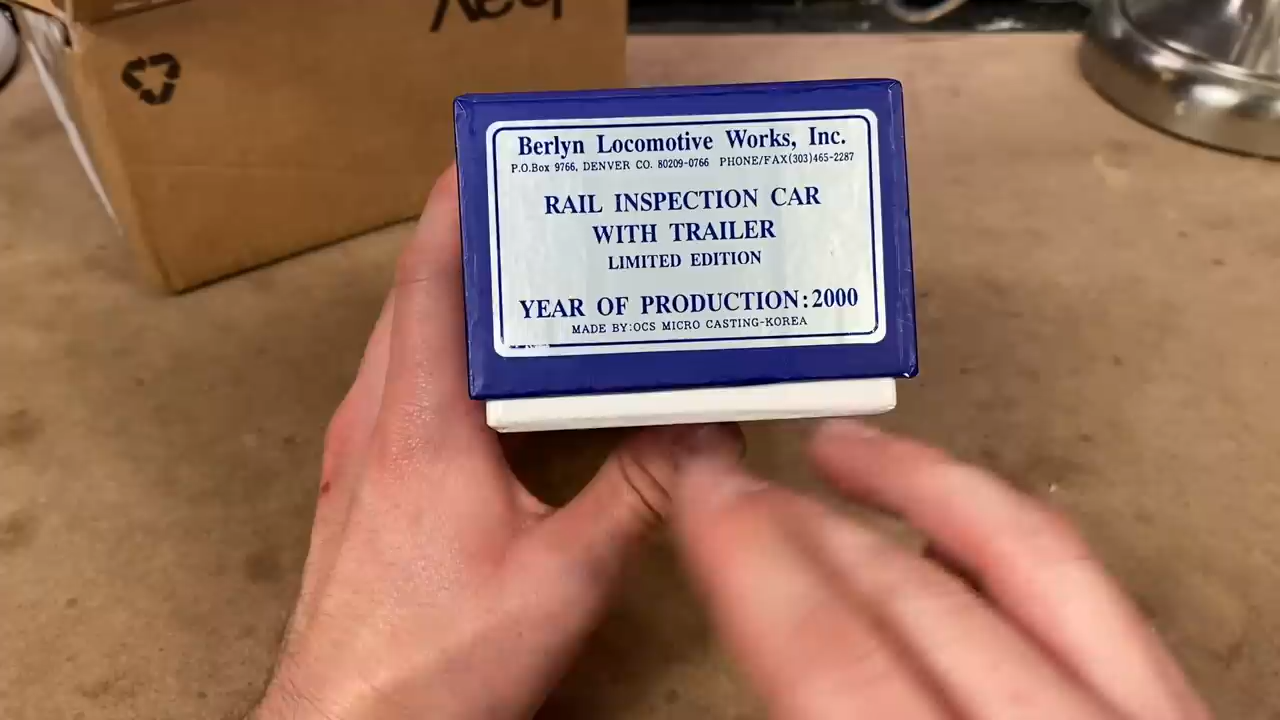 Berlyn Locomotive Works, Inc.
P.O.Box 9766, DENVER CO. 80209-0766 PHONE/FAX(303)465-2287
RAIL INSPECTION CAR
WITH TRAILER
LIMITED EDITION
YEAR OF PRODUCTION:2000
MADE BY:OCS MICRO CASTING-KOREA